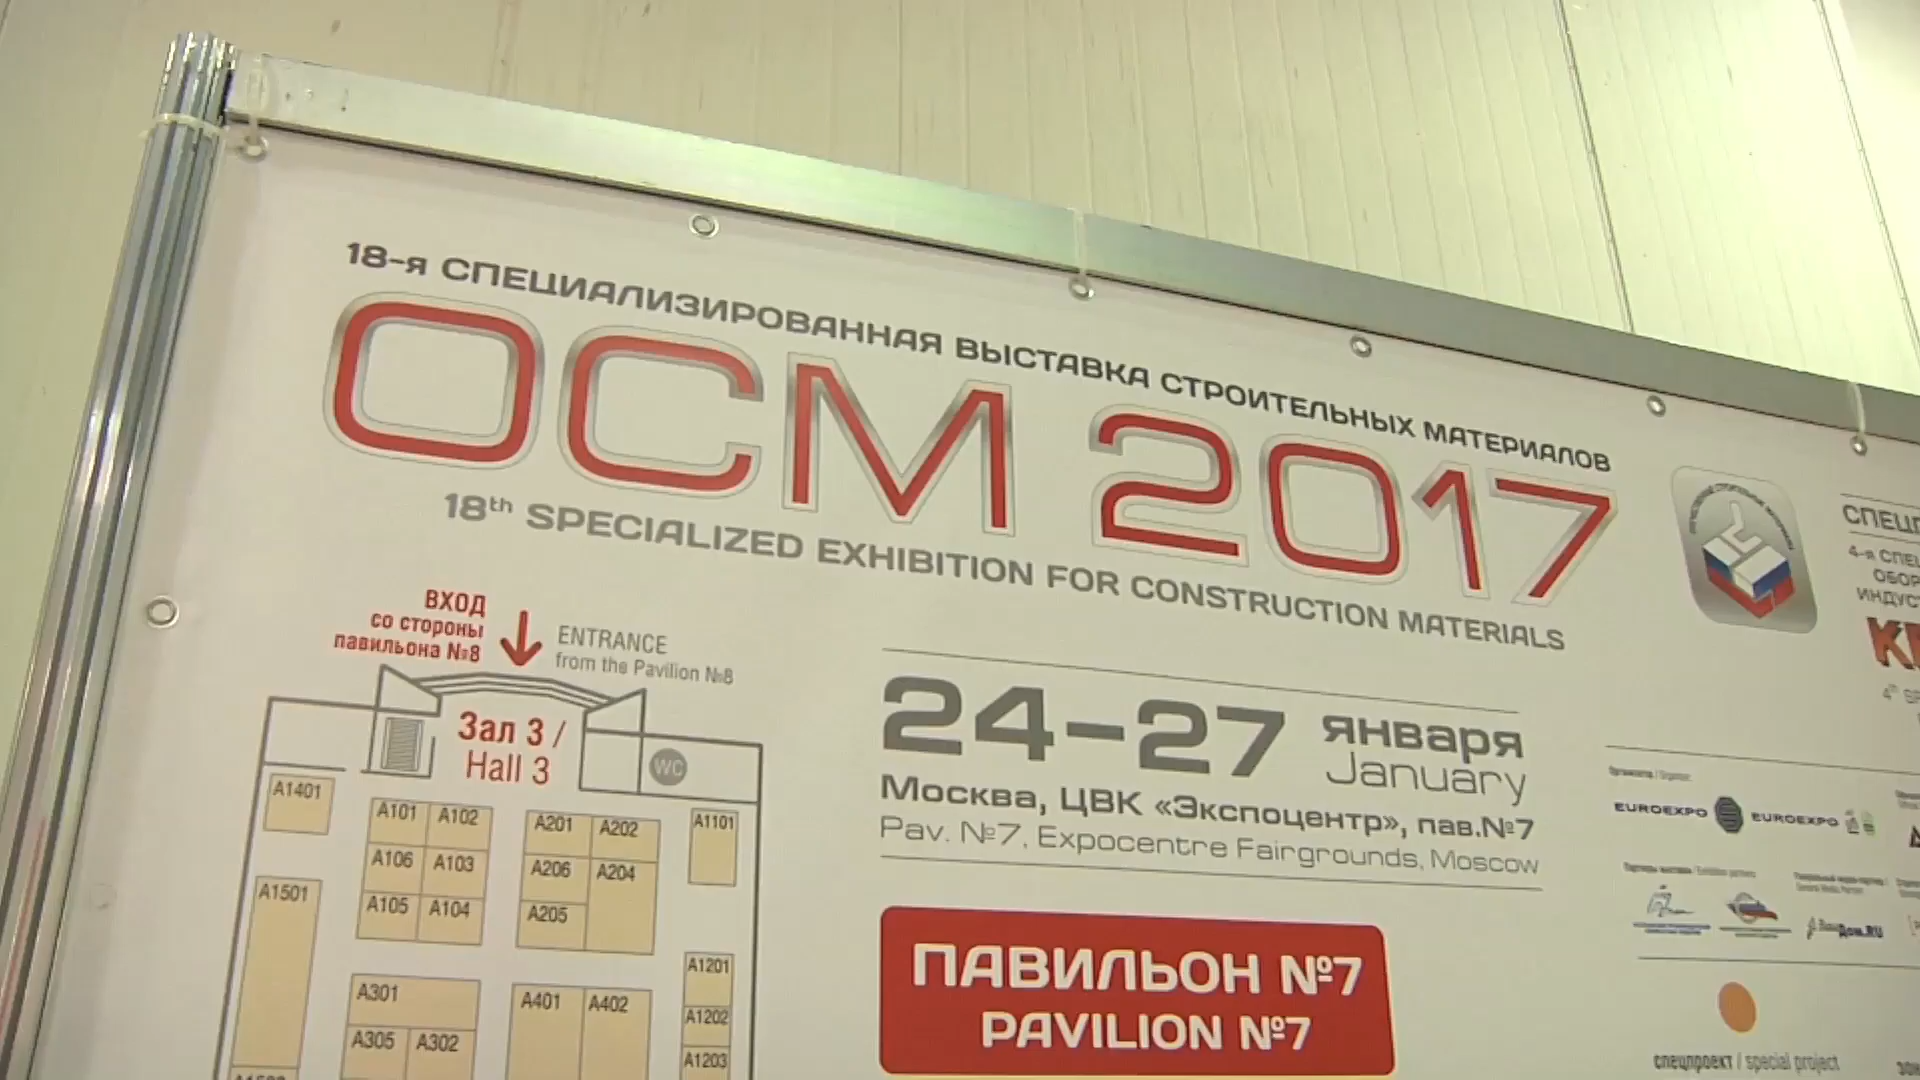 18-я СПЕЦИАЛИЗИРОВАННАЯ ВЫСТАВКА СТРОИТЕЛЬНЫХ МАТЕРИАЛОВ
ОСМ 2017
18th SPECIALIZED EXHIBITION FOR CONSTRUCTION MATERIALS
ВХОД
со стороны
павильона №8
ENTRANCE
from the Pavilion №8
Зал 3 /
Hall 3
WC
A1401
A101 A102
A201 A202
A1101
A106 A103
A206 A204
A1501
A105 A104
A205
A1201
A301
A401 A402
A1202
A305 A302
A1203
24-27 января
January
Москва, ЦВК «Экспоцентр», пав.№7
Pav. №7, Expocentre Fairgrounds, Moscow
ПАВИЛЬОН №7
PAVILION №7
4-я
EUROEXPO EUROEXPO
Дом.RU
спецпроект / special project